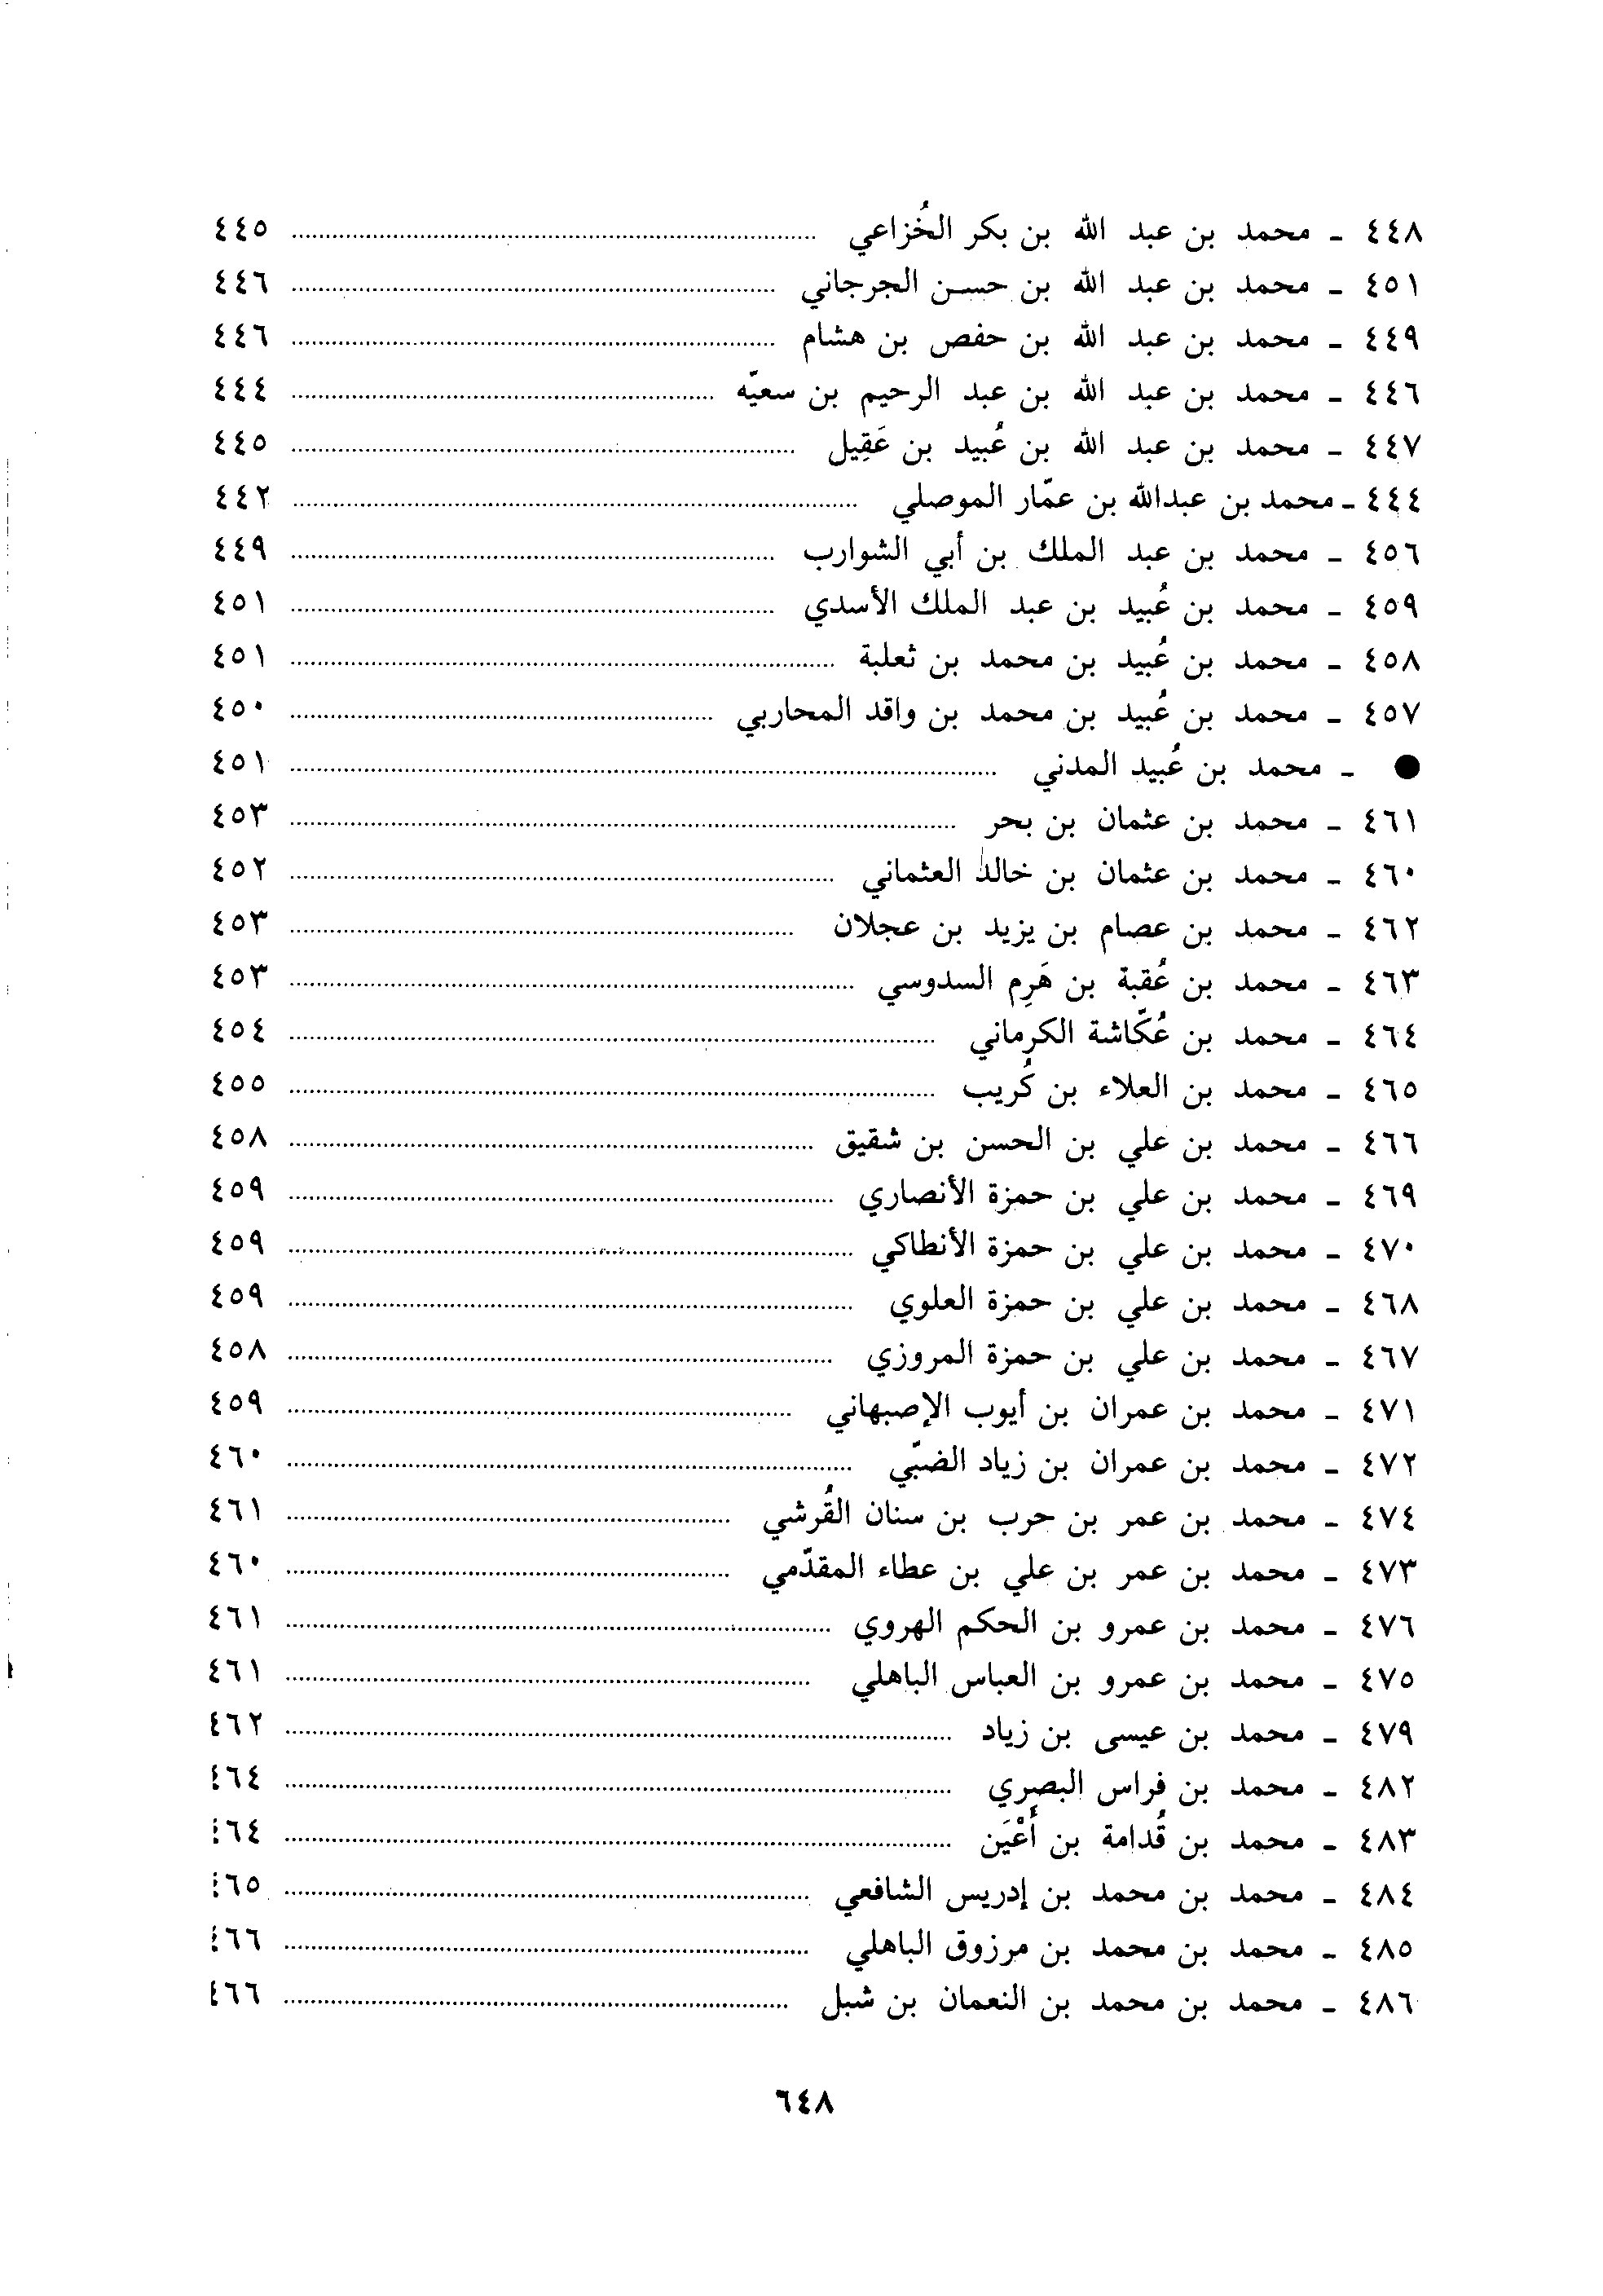 ٤٤٨ ـ محمد بن عبد الله بن بكر الخُزاعي ........ ٤٤٥
٤٥١ ـ محمد بن عبد الله بن حسن الجرجاني ........ ٤٤٦
٤٤٩ ـ محمد بن عبد الله بن حفص بن هشام ........ ٤٤٦
٤٤٦ ـ محمد بن عبد الله بن عبد الرحيم بن سعيّه ........ ٤٤٤
٤٤٧ ـ محمد بن عبد الله بن عُبيد بن عَقِيل ........ ٤٤٥
٤٤٤ ـ محمد بن عبدالله بن عمّار الموصلي ........ ٤٤٢
٤٥٦ ـ محمد بن عبد الملك بن أبي الشوارب ........ ٤٤٩
٤٥٩ ـ محمد بن عُبيد بن عبد الملك الأسدي ........ ٤٥١
٤٥٨ ـ محمد بن عُبيد بن محمد بن ثعلبة ........ ٤٥١
٤٥٧ ـ محمد بن عُبيد بن محمد بن واقد المحاربي ........ ٤٥٠
● ـ محمد بن عُبيد المدني ........ ٤٥١
٤٦١ ـ محمد بن عثمان بن بحر ........ ٤٥٣
٤٦٠ ـ محمد بن عثمان بن خالد العثماني ........ ٤٥٢
٤٦٢ ـ محمد بن عصام بن يزيد بن عجلان ........ ٤٥٣
٤٦٣ ـ محمد بن عُقبة بن هَرِم السدوسي ........ ٤٥٣
٤٦٤ ـ محمد بن عُكّاشة الكرماني ........ ٤٥٤
٤٦٥ ـ محمد بن العلاء بن كُريب ........ ٤٥٥
٤٦٦ ـ محمد بن علي بن الحسن بن شقيق ........ ٤٥٨
٤٦٩ ـ محمد بن علي بن حمزة الأنصاري ........ ٤٥٩
٤٧٠ ـ محمد بن علي بن حمزة الأنطاكي ........ ٤٥٩
٤٦٨ ـ محمد بن علي بن حمزة العلوي ........ ٤٥٩
٤٦٧ ـ محمد بن علي بن حمزة المروزي ........ ٤٥٨
٤٧١ ـ محمد بن عمران بن أيوب الإصبهاني ........ ٤٥٩
٤٧٢ ـ محمد بن عمران بن زياد الضبّي ........ ٤٦٠
٤٧٤ ـ محمد بن عمر بن حرب بن سنان القُرشي ........ ٤٦١
٤٧٣ ـ محمد بن عمر بن علي بن عطاء المقدّمي ........ ٤٦٠
٤٧٦ ـ محمد بن عمرو بن الحكم الهروي ........ ٤٦١
٤٧٥ ـ محمد بن عمرو بن العباس الباهلي ........ ٤٦١
٤٧٩ ـ محمد بن عيسى بن زياد ........ ٤٦٢
٤٨٢ ـ محمد بن فراس البصري ........ ٤٦٤
٤٨٣ ـ محمد بن قُدامة بن أَعْيَن ........ ٤٦٤
٤٨٤ ـ محمد بن محمد بن إدريس الشافعي ........ ٤٦٥
٤٨٥ ـ محمد بن محمد بن مرزوق الباهلي ........ ٤٦٦
٤٨٦ ـ محمد بن محمد بن النعمان بن شبل ........ ٤٦٦
٦٤٨